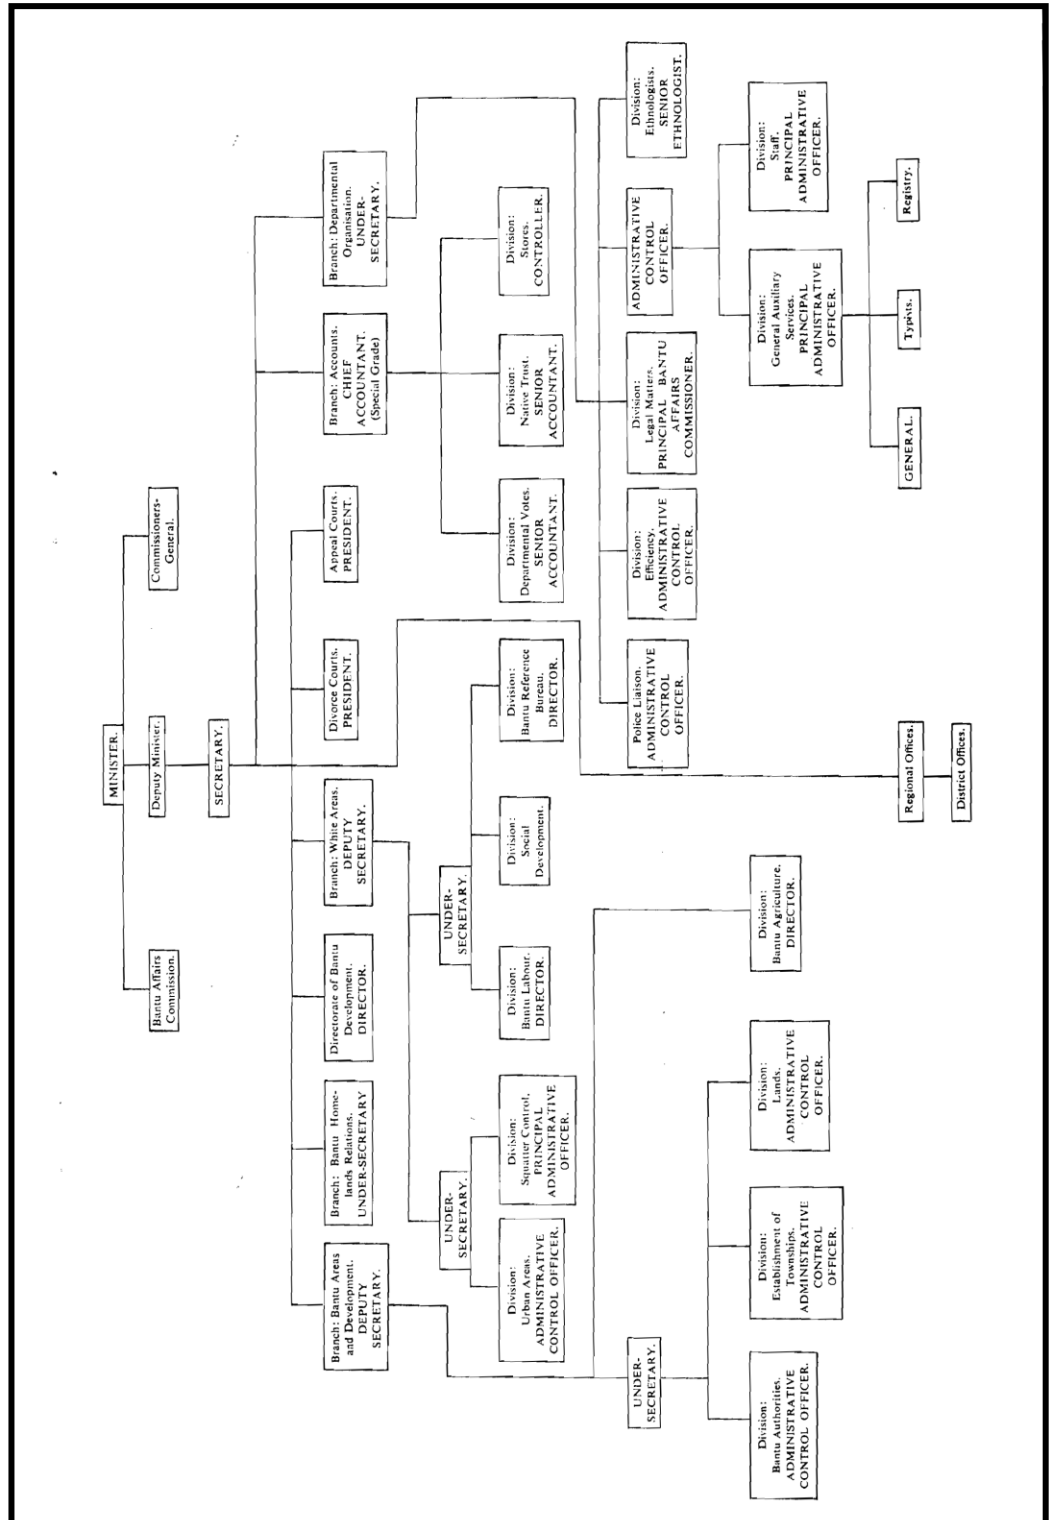 MINISTER.
Bantu Affairs
Commission.
Deputy Minister.
Commissioners-
General.
SECRETARY.
Branch: Bantu Areas
and Development.
DEPUTY
SECRETARY.
Branch: Bantu Home-
lands Relations.
UNDER-SECRETARY
Directorate of Bantu
Development.
DIRECTOR.
Branch: White Areas.
DEPUTY
SECRETARY.
Divorce Courts.
PRESIDENT.
Appeal Courts.
PRESIDENT.
Branch: Accounts.
CHIEF
ACCOUNTANT.
(Special Grade)
Branch: Departmental
Organisation.
UNDER-
SECRETARY.
UNDER-
SECRETARY.
UNDER-
SECRETARY.
Division:
Urban Areas.
ADMINISTRATIVE
CONTROL OFFICER.
Division:
Squatter Control.
PRINCIPAL
ADMINISTRATIVE
OFFICER.
Division:
Bantu Labour.
DIRECTOR.
Division:
Social
Development.
Division:
Bantu Reference
Bureau.
DIRECTOR.
Division:
Departmental Votes.
SENIOR
ACCOUNTANT.
Division:
Native Trust.
SENIOR
ACCOUNTANT.
Division:
Stores.
CONTROLLER.
UNDER-
SECRETARY.
Police Liaison.
ADMINISTRATIVE
CONTROL
OFFICER.
Division:
Efficiency.
ADMINISTRATIVE
CONTROL
OFFICER.
Division:
Legal Matters.
PRINCIPAL BANTU
AFFAIRS
COMMISSIONER.
ADMINISTRATIVE
CONTROL
OFFICER.
Division:
Ethnologists.
SENIOR
ETHNOLOGIST.
Division:
Bantu Authorities.
ADMINISTRATIVE
CONTROL OFFICER.
Division:
Establishment of
Townships.
ADMINISTRATIVE
CONTROL
OFFICER.
Division:
Lands.
ADMINISTRATIVE
CONTROL
OFFICER.
Division:
Bantu Agriculture.
DIRECTOR.
Division:
General Auxiliary
Services.
PRINCIPAL
ADMINISTRATIVE
OFFICER.
Division:
Staff.
PRINCIPAL
ADMINISTRATIVE
OFFICER.
Regional Offices.
GENERAL.
Typists.
Registry.
District Offices.